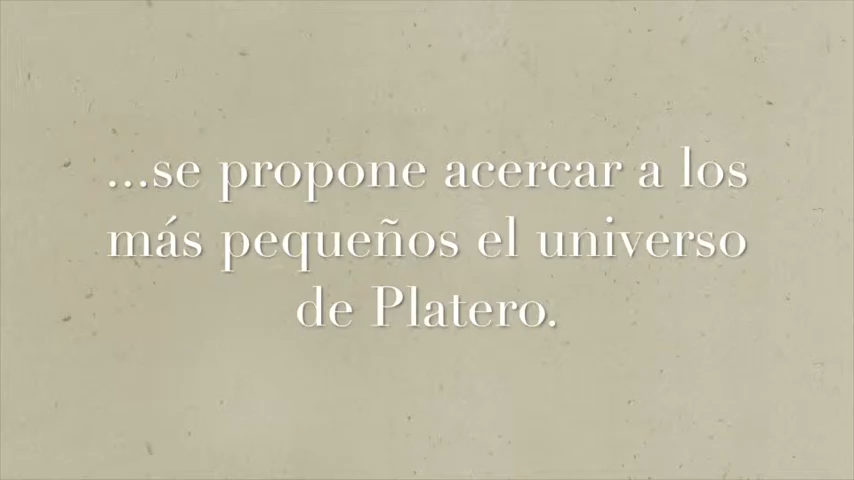 ...se propone acercar a los
más pequeños el universo
de Platero.